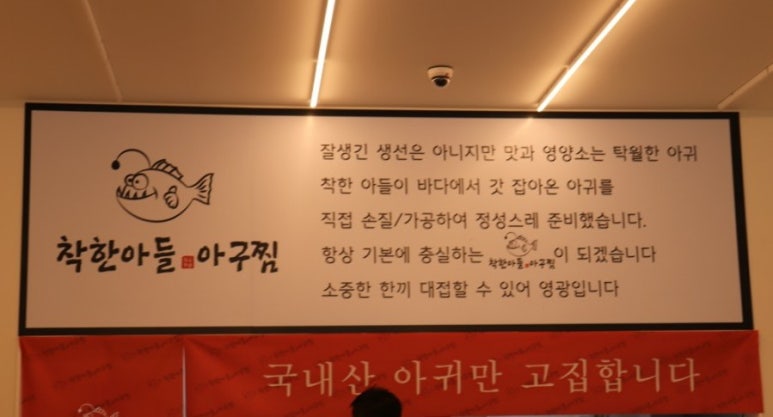 착한아들 아구찜
잘생긴 생선은 아니지만 맛과 영양소는 탁월한 아귀
착한 아들이 바다에서 갓 잡아온 아귀를
직접 손질/가공하여 정성스레 준비했습니다.
항상 기본에 충실하는 착한아들 아구찜이 되겠습니다
소중한 한끼 대접할 수 있어 영광입니다
국내산 아귀만 고집합니다